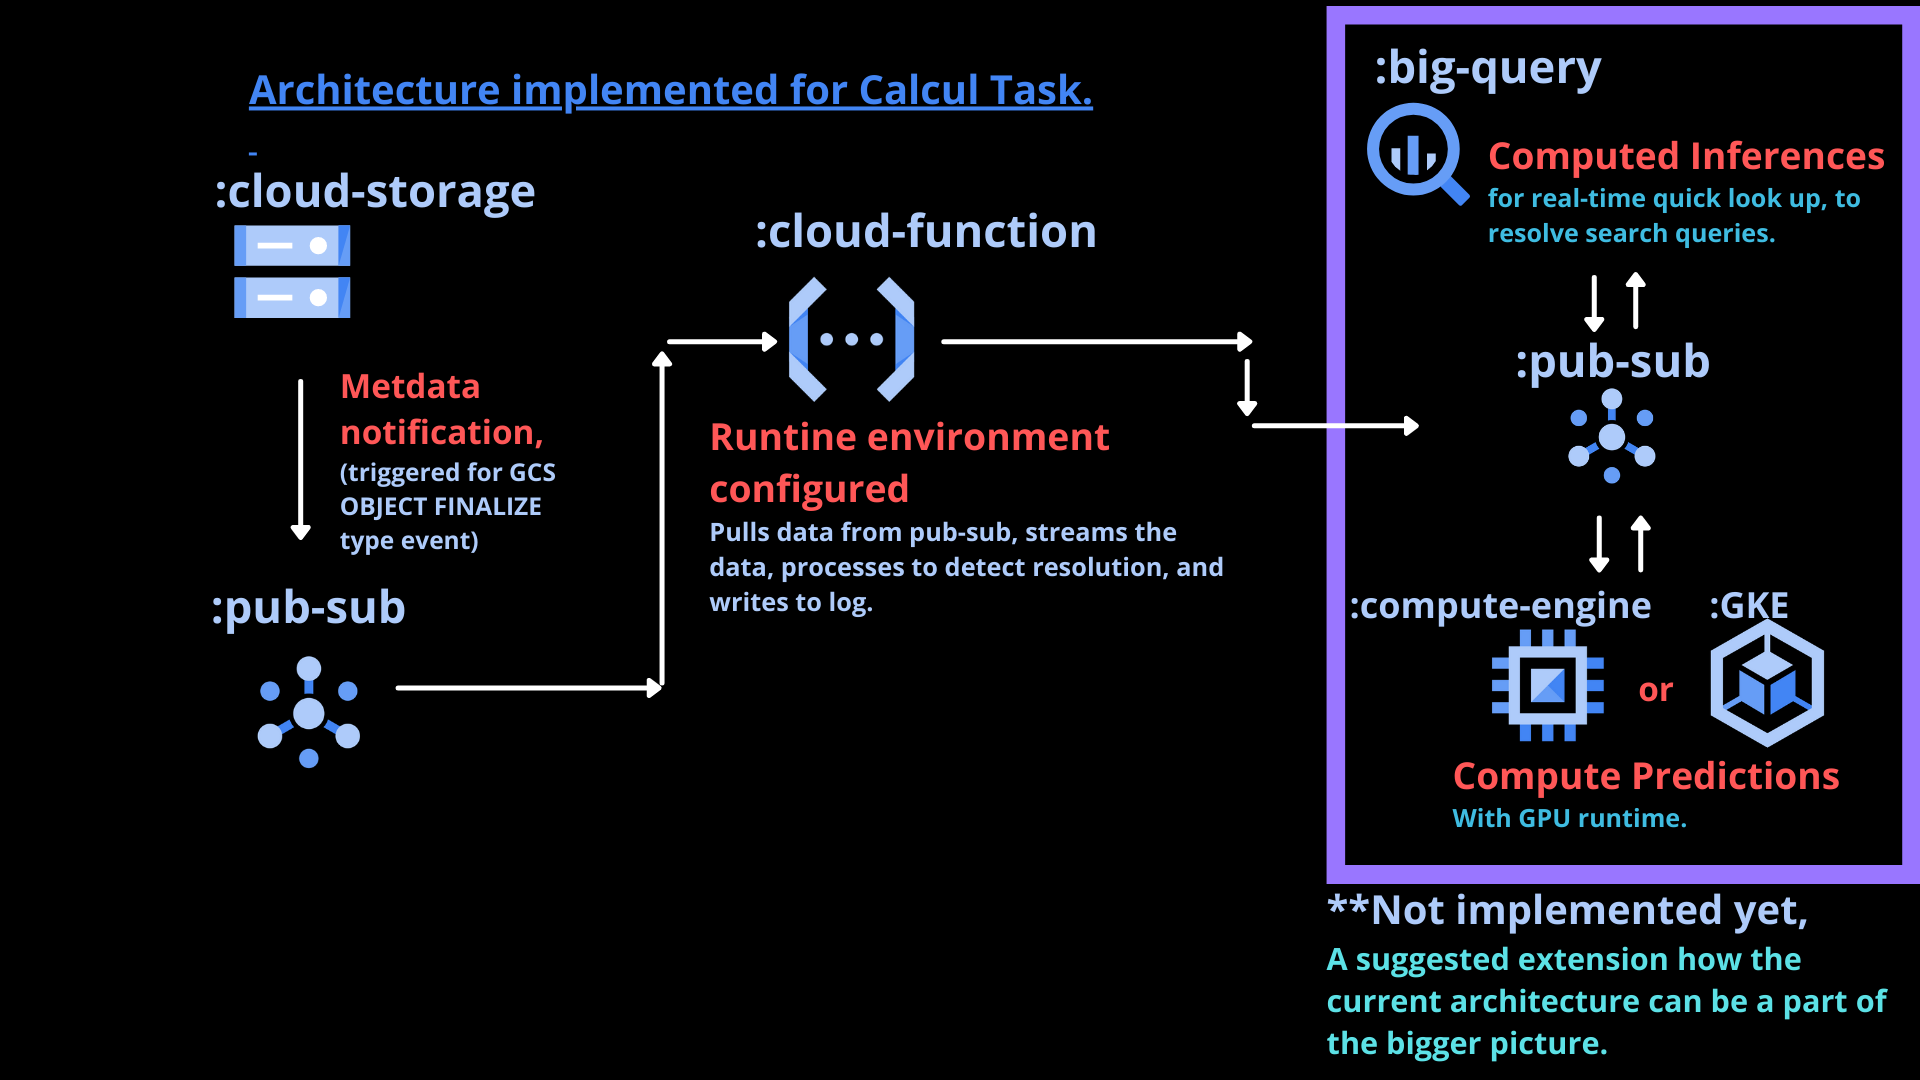 Architecture implemented for Calcul Task.
:cloud-storage
Metdata
notification,
(triggered for GCS
OBJECT FINALIZE
type event)
:pub-sub
:cloud-function
Runtine environment
configured
Pulls data from pub-sub, streams the
data, processes to detect resolution, and
writes to log.
:big-query
Computed Inferences
for real-time quick look up, to
resolve search queries.
:pub-sub
:compute-engine :GKE
or
Compute Predictions
With GPU runtime.
**Not implemented yet,
A suggested extension how the
current architecture can be a part of
the bigger picture.